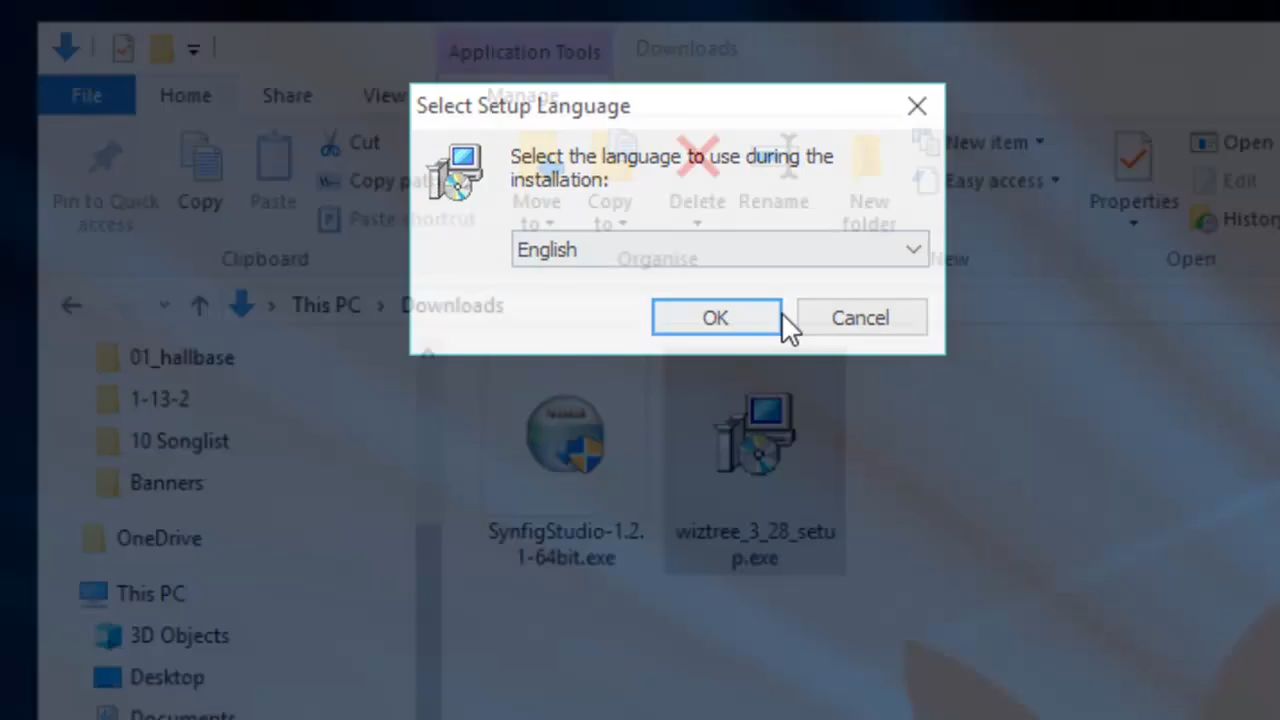 Application Tools
Downloads
File
Home
Share
View
Manage
Select Setup Language
Select the language to use during the
installation:
English
OK
Cancel
Pin to Quick
access
Copy
Paste
Cut
Copy pat
Paste shortcut
Clipboard
Move
to
Copy
to
Delete
Rename
Organise
New
folder
New item
Easy access
New
Properties
Open
Edit
Histor
Open
This PC
Downloads
01_hallbase
1-13-2
10 Songlist
Banners
OneDrive
This PC
3D Objects
Desktop
Documents
SynfigStudio-1.2.
1-64bit.exe
wiztree_3_28_setu
p.exe